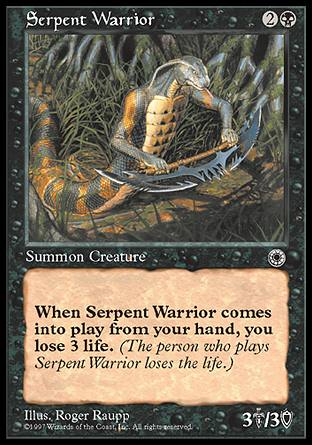 Serpent Warrior 2
Summon Creature
When Serpent Warrior comes
into play from your hand, you
lose 3 life. (The person who plays
Serpent Warrior loses the life.)
Illus. Roger Raupp
©1997 Wizards of the Coast, Inc. All rights reserved.
3/3